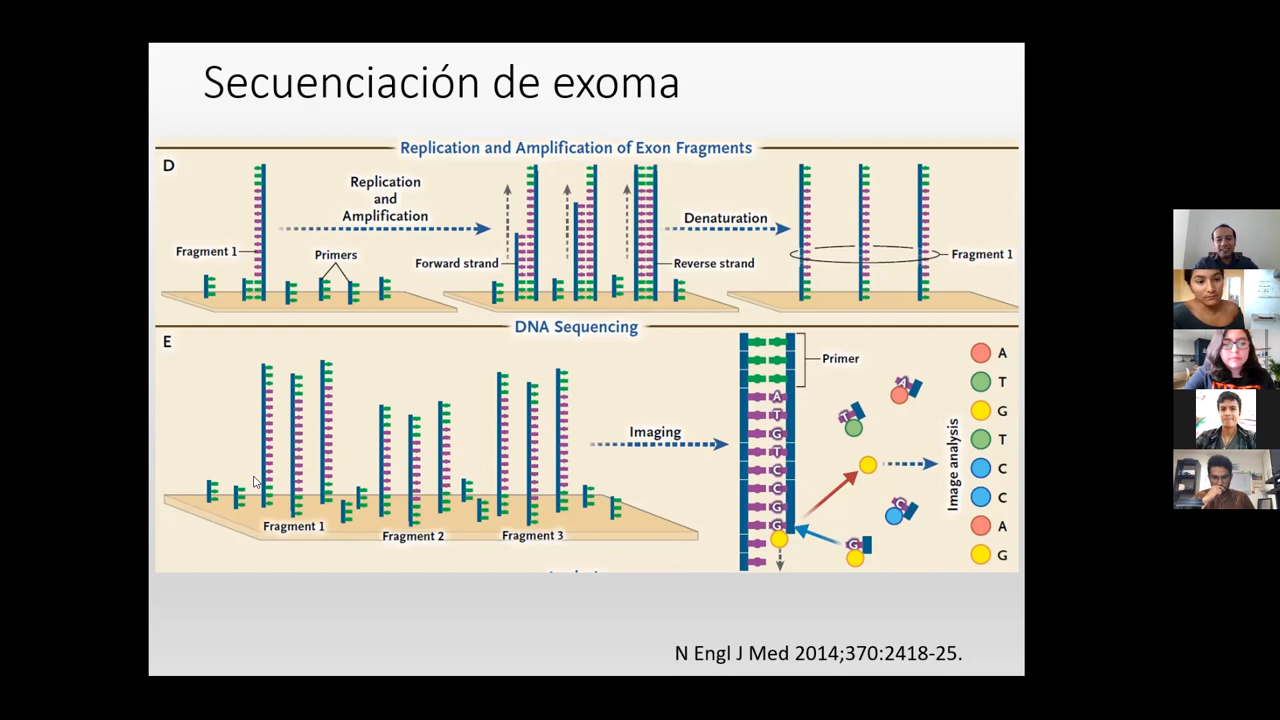 Secuenciación de exoma
Replication and Amplification of Exon Fragments
D
Replication
and
Amplification
Denaturation
Fragment 1
Primers
Forward strand
Reverse strand
Fragment 1
DNA Sequencing
E
Fragment 1
Fragment 2
Fragment 3
Imaging
Primer
A
T
G
T
C
C
G
G
A
T
C
G
Image analysis
A
T
G
T
C
C
A
G
N Engl J Med 2014;370:2418-25.